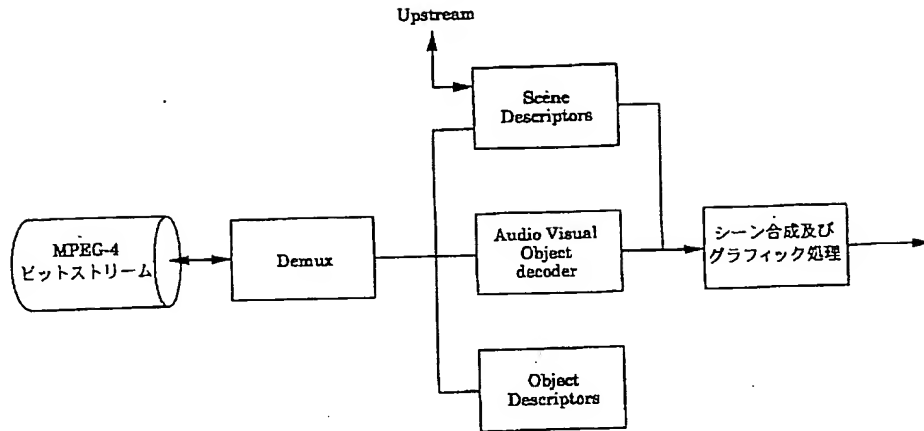 Upstream
Scene
Descriptors
MPEG-4
ビットストリーム
Demux
Audio Visual
Object
decoder
シーン合成及び
グラフィック処理
Object
Descriptors